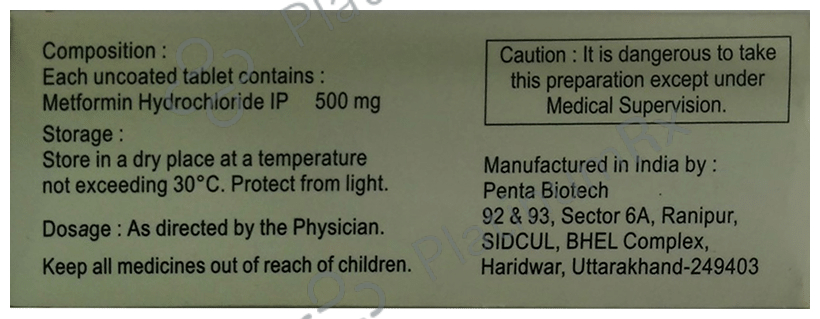 Composition :
Each uncoated tablet contains :
Metformin Hydrochloride IP 500 mg
Storage :
Store in a dry place at a temperature
not exceeding 30°C. Protect from light.
Dosage : As directed by the Physician.
Keep all medicines out of reach of children.
Caution : It is dangerous to take
this preparation except under
Medical Supervision.
Manufactured in India by :
Penta Biotech
92 & 93, Sector 6A, Ranipur,
SIDCUL, BHEL Complex,
Haridwar, Uttarakhand-249403